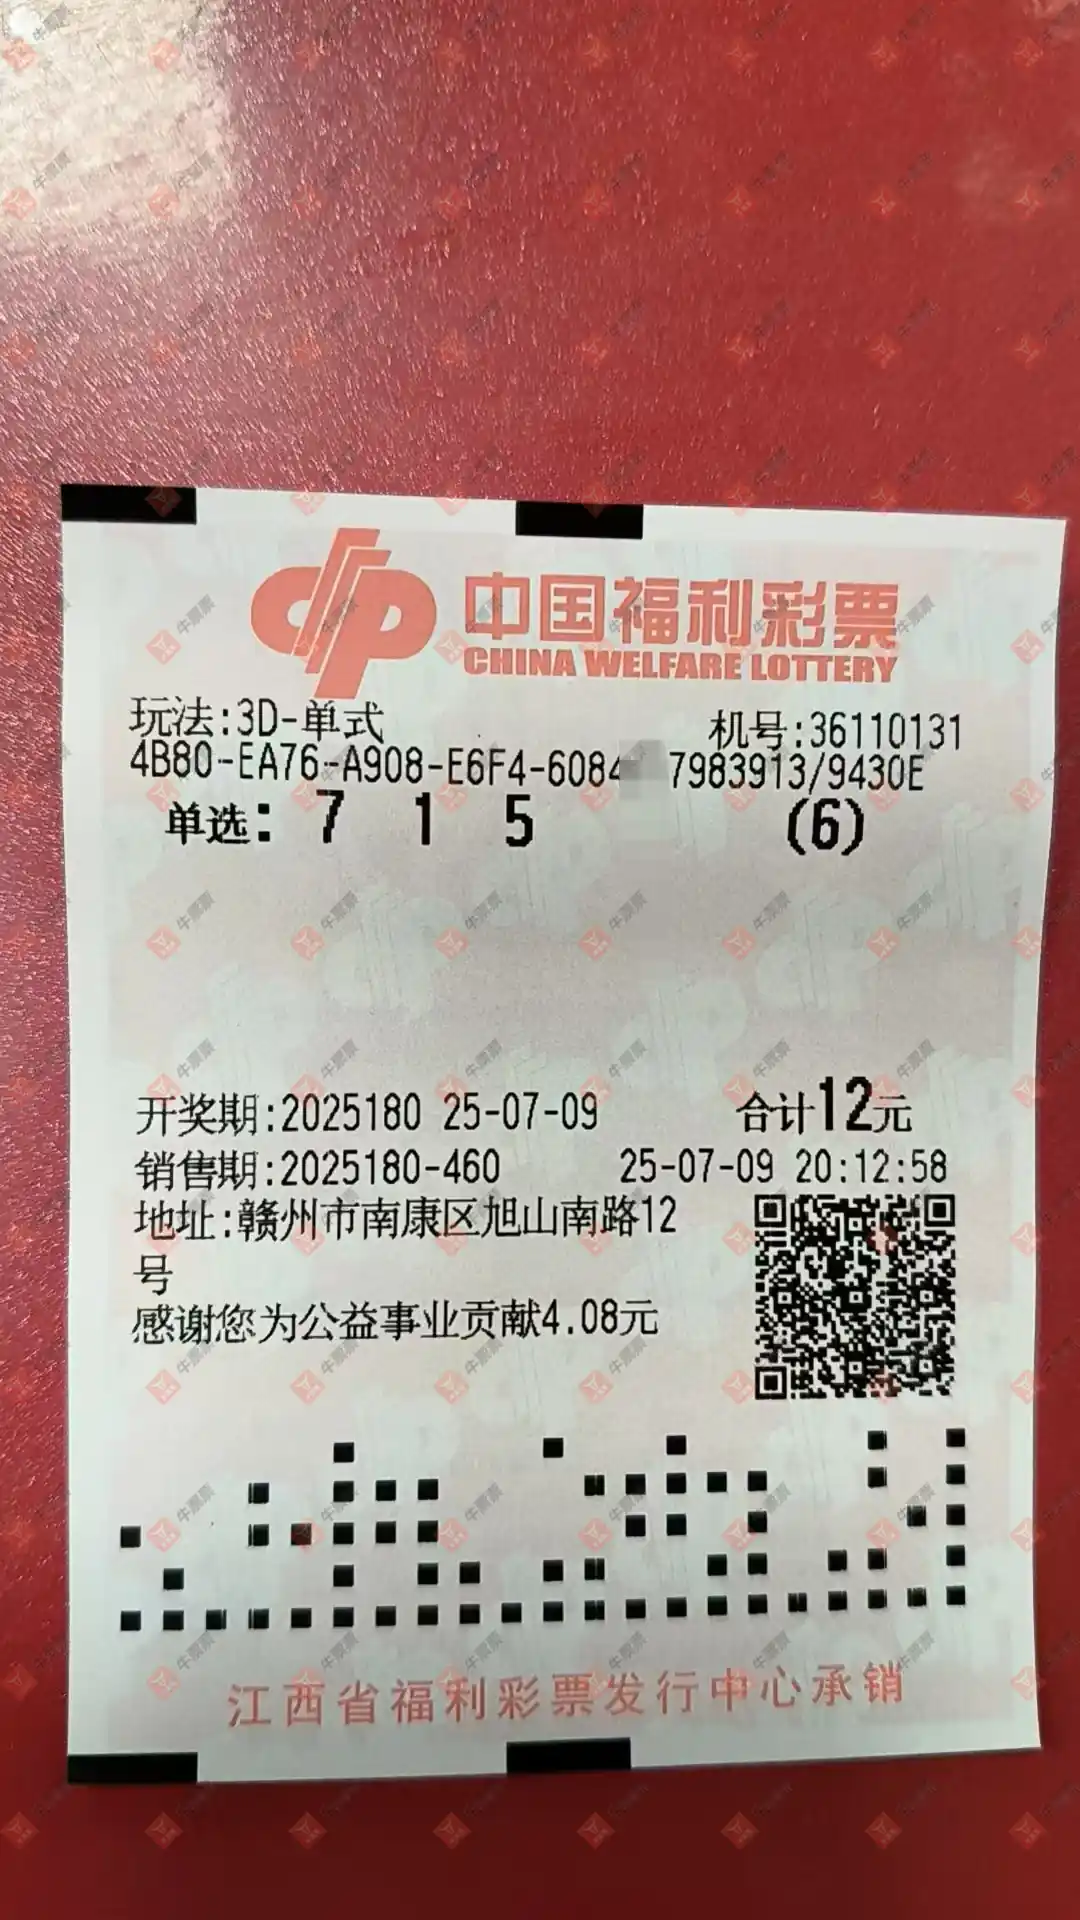 中国福利彩票
CHINA WELFARE LOTTERY
玩法:3D-单式 机号:36110131
4B80-EA76-A908-E6F4-6084 7983913/9430E
单选: 7 1 5 (6)
开奖期:2025180 25-07-09 合计12元
销售期:2025180-460 25-07-09 20:12:58
地址:赣州市南康区旭山南路12
号
感谢您为公益事业贡献4.08元
江西省福利彩票发行中心承销
牛票票